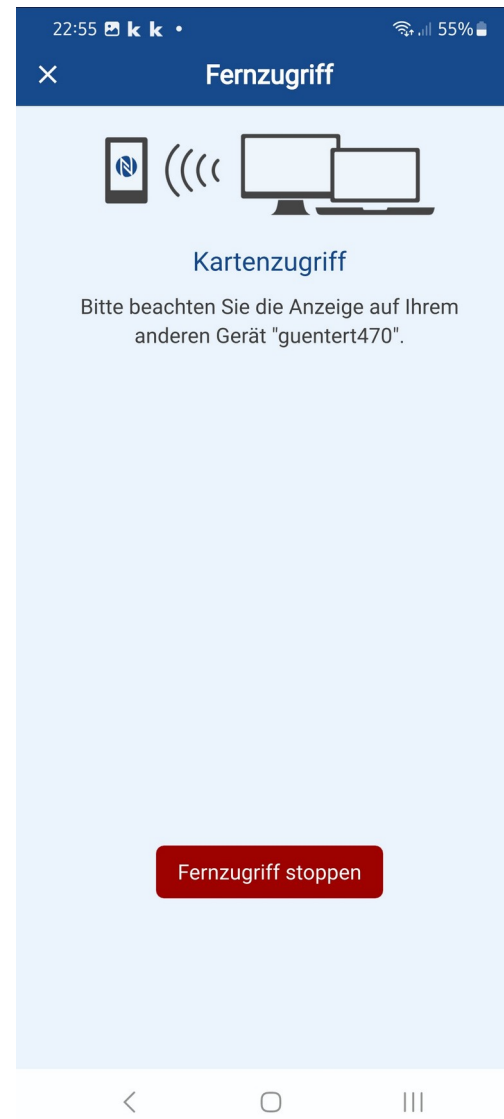 22:55 k k •
55%
Fernzugriff
Kartenzugriff
Bitte beachten Sie die Anzeige auf Ihrem
anderen Gerät "guentert470".
Fernzugriff stoppen